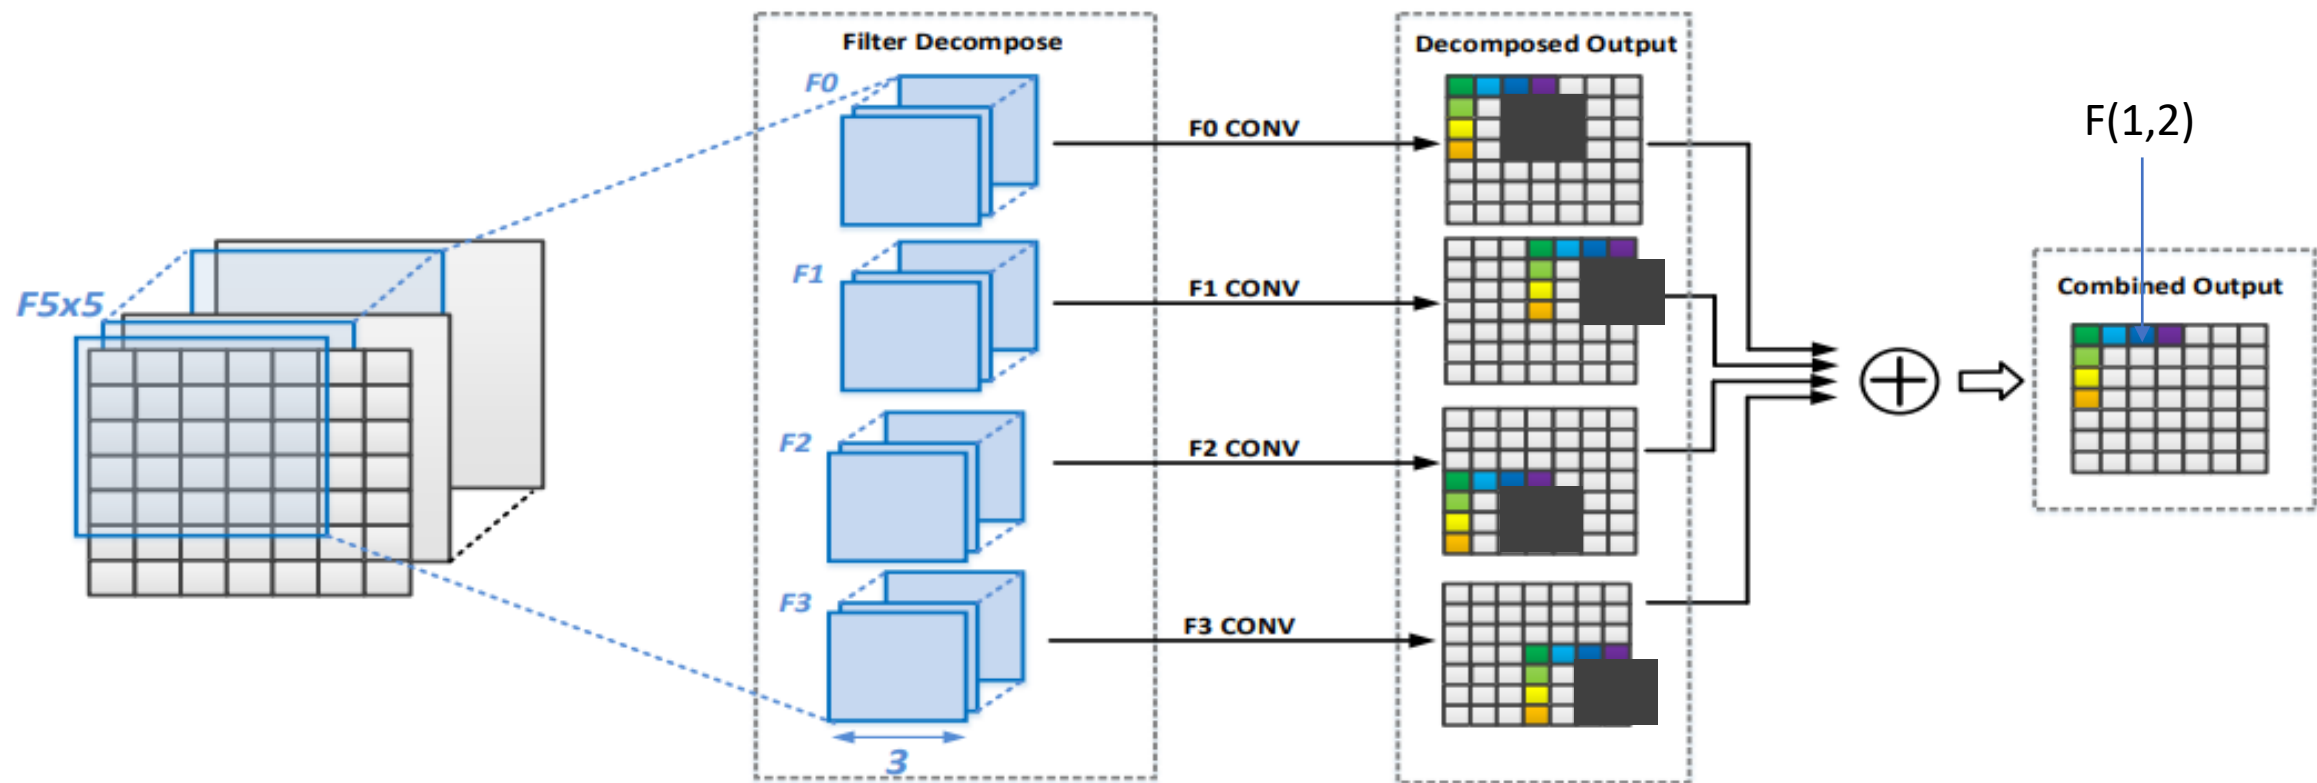 Filter Decompose
Decomposed Output
F0
F0 CONV
F(1,2)
F1
F1 CONV
F5x5
Combined Output
F2
F2 CONV
F3
F3 CONV
3